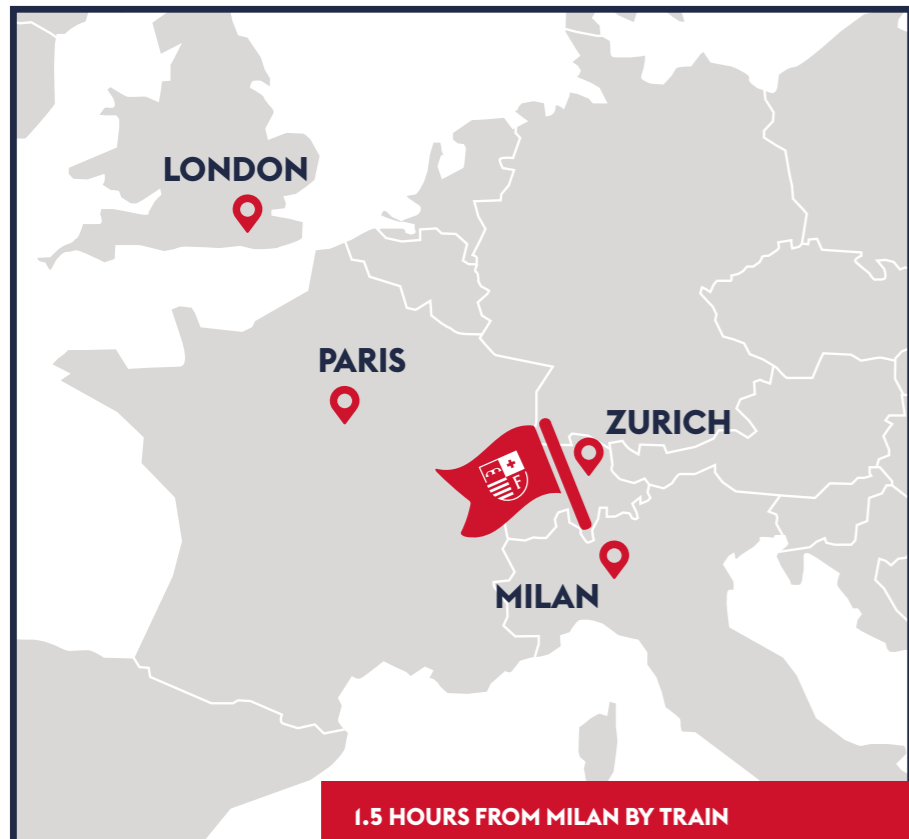 LONDON
PARIS
ZURICH
F
MILAN
1.5 HOURS FROM MILAN BY TRAIN